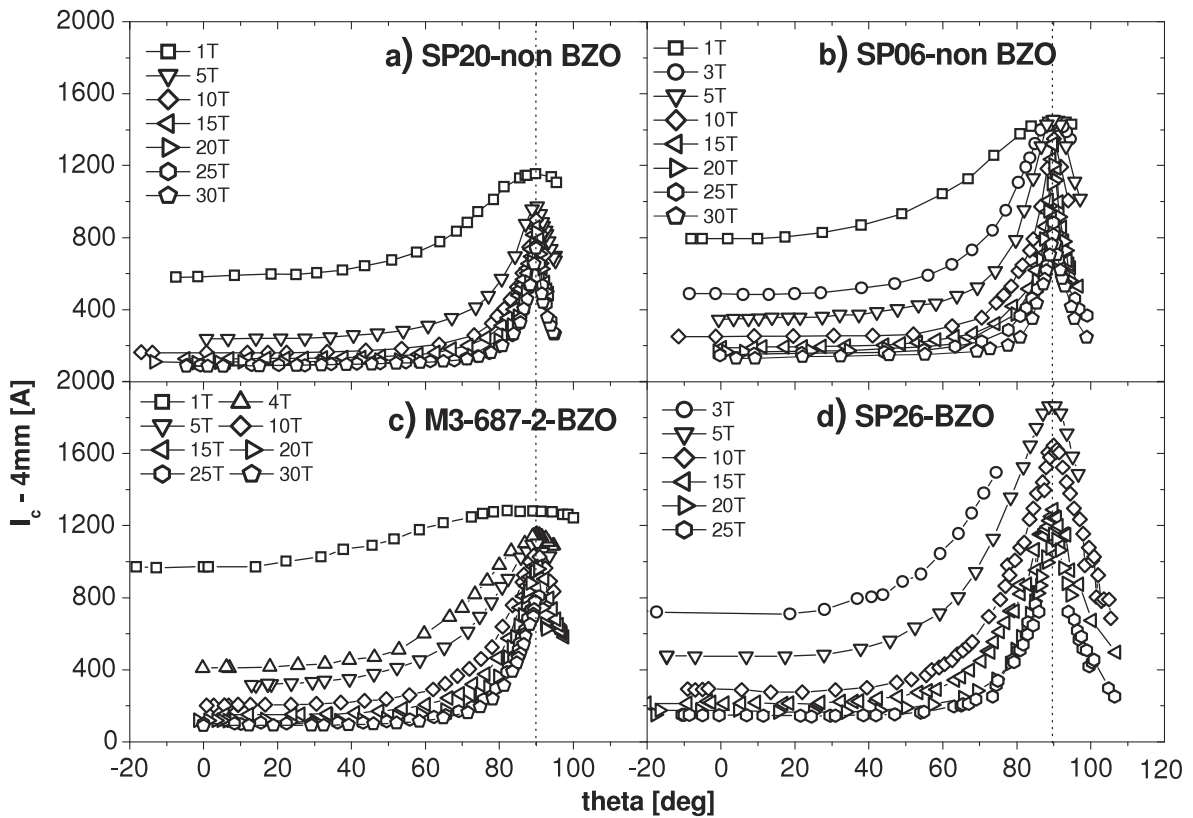 2000
1600
1200
800
400
2000
1600
1200
800
400
0
I_c - 4mm [A]
a) SP20-non BZO
1T
5T
10T
15T
20T
25T
30T
b) SP06-non BZO
1T
3T
5T
10T
15T
20T
25T
30T
c) M3-687-2-BZO
1T 4T
5T 10T
15T 20T
25T 30T
d) SP26-BZO
3T
5T
10T
15T
20T
25T
-20 0 20 40 60 80 100 -20 0 20 40 60 80 100 120
theta [deg]